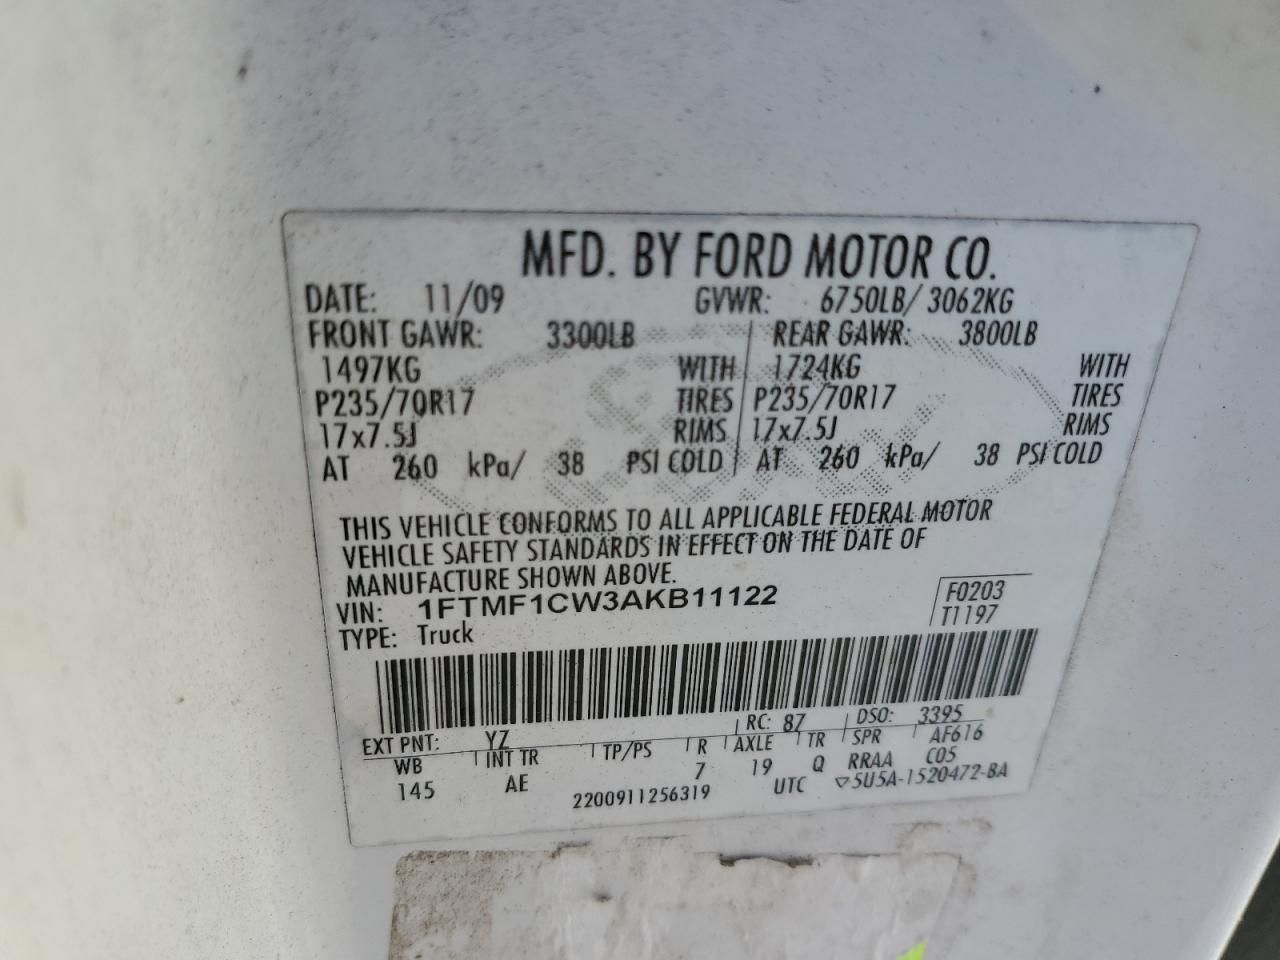 MFD. BY FORD MOTOR CO.
DATE: 11/09 GVWR: 6750LB/ 3062KG
FRONT GAWR: 3300LB REAR GAWR: 3800LB
1497KG WITH 1724KG WITH
P235/70R17 TIRES P235/70R17 TIRES
17x7.5J RIMS 17x7.5J RIMS
AT 260 kPa/ 38 PSI COLD AT 260 kPa/ 38 PSI COLD
THIS VEHICLE CONFORMS TO ALL APPLICABLE FEDERAL MOTOR
VEHICLE SAFETY STANDARDS IN EFFECT ON THE DATE OF
MANUFACTURE SHOWN ABOVE.
VIN: 1FTMF1CW3AKB11122 F0203
TYPE: Truck T1197
EXT PNT: YZ RC: 87 DSO: 3395
WB INT TR TP/PS R AXLE TR SPR AF616
145 AE 7 19 Q RRAA C05
2200911256319 UTC ▽5U5A-1520472-BA